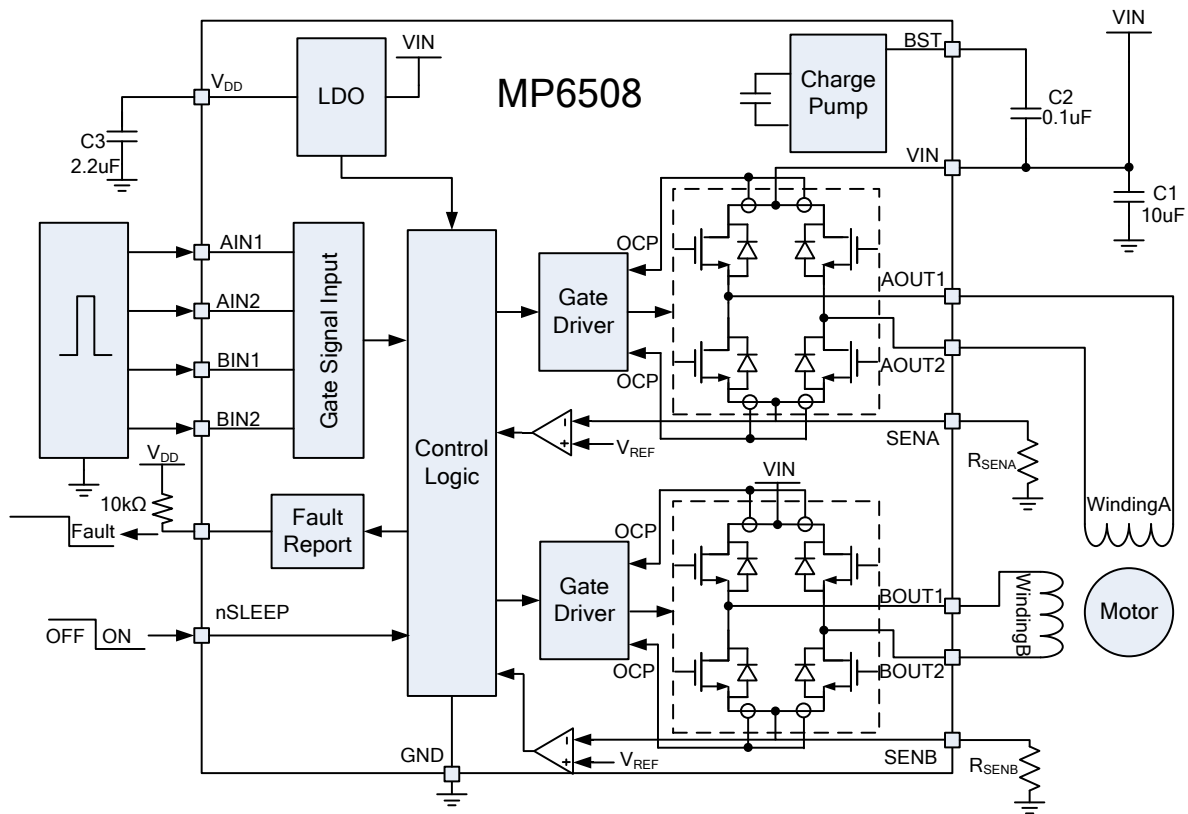 MP6508
VDD
C3
2.2uF
LDO
VIN
Charge
Pump
BST
VIN
C2
0.1uF
VIN
C1
10uF
AIN1
AIN2
BIN1
BIN2
Gate Signal Input
Control
Logic
OCP
Gate
Driver
OCP
AOUT1
AOUT2
SENA
VREF
RSENA
WindingA
VDD
10kΩ
Fault
Fault
Report
VIN
OCP
Gate
Driver
OCP
BOUT1
BOUT2
WindingB
Motor
nSLEEP
OFF
ON
GND
VREF
SENB
RSENB